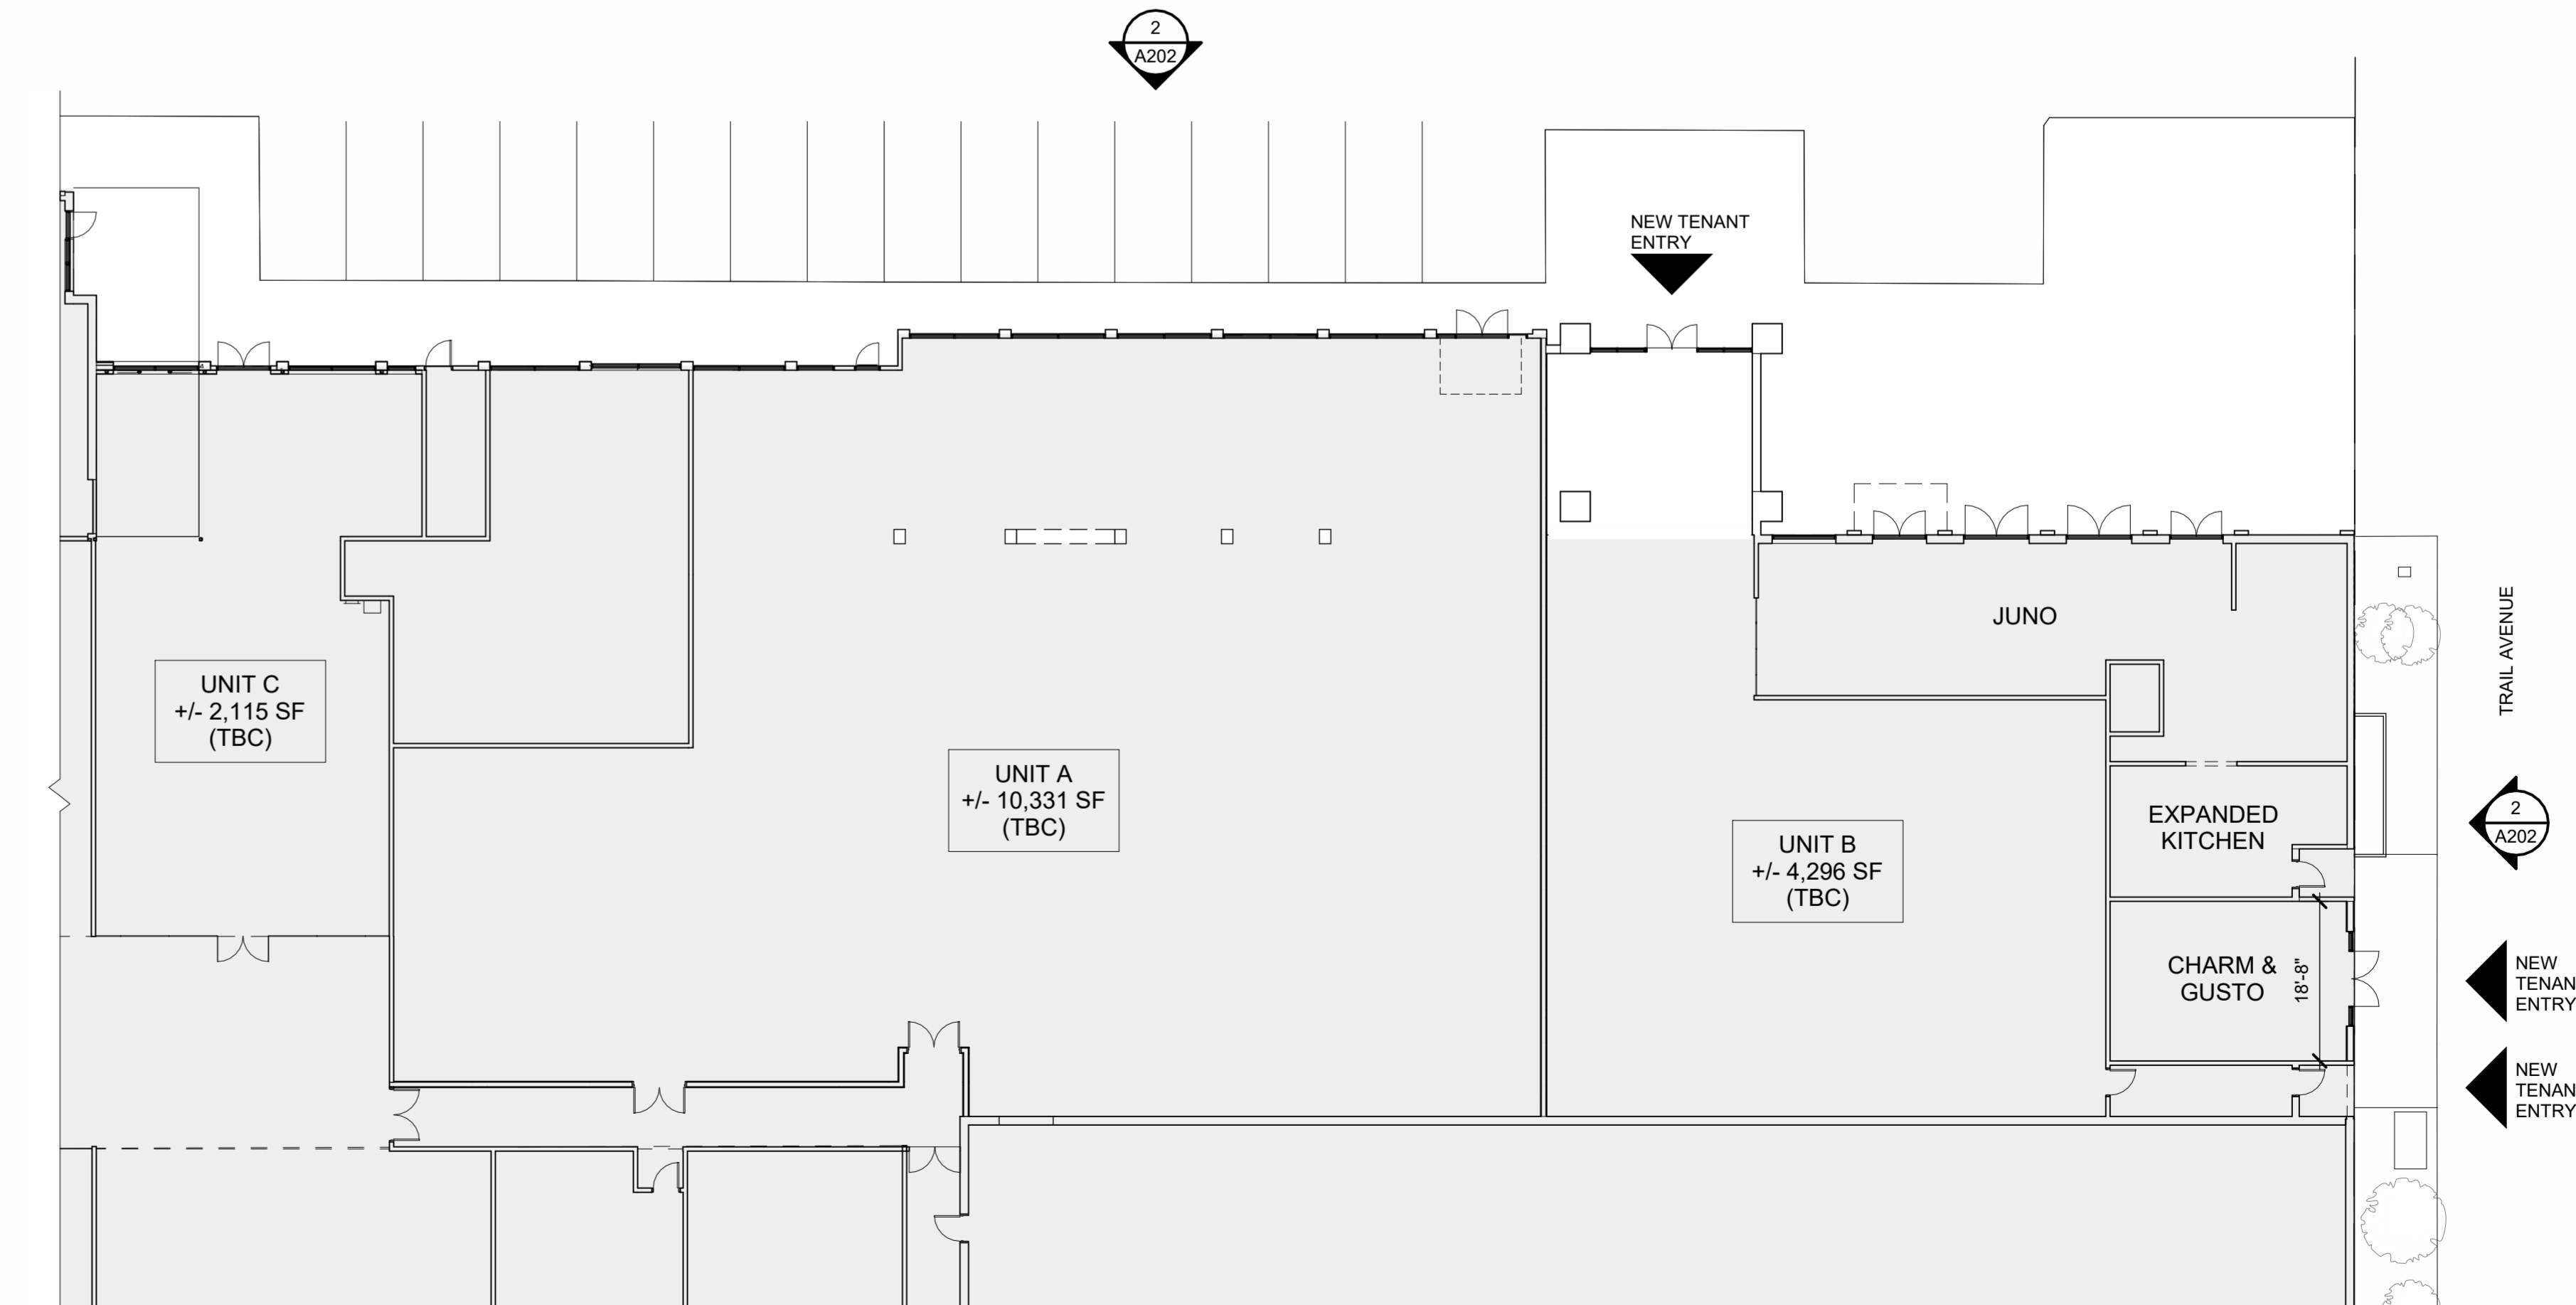 2
A202
NEW TENANT
ENTRY
JUNO
TRAIL AVENUE
UNIT C
+/- 2,115 SF
(TBC)
UNIT A
+/- 10,331 SF
(TBC)
UNIT B
+/- 4,296 SF
(TBC)
EXPANDED
KITCHEN
2
A202
CHARM &
GUSTO
18'-8"
NEW
TENAN
ENTRY
NEW
TENAN
ENTRY